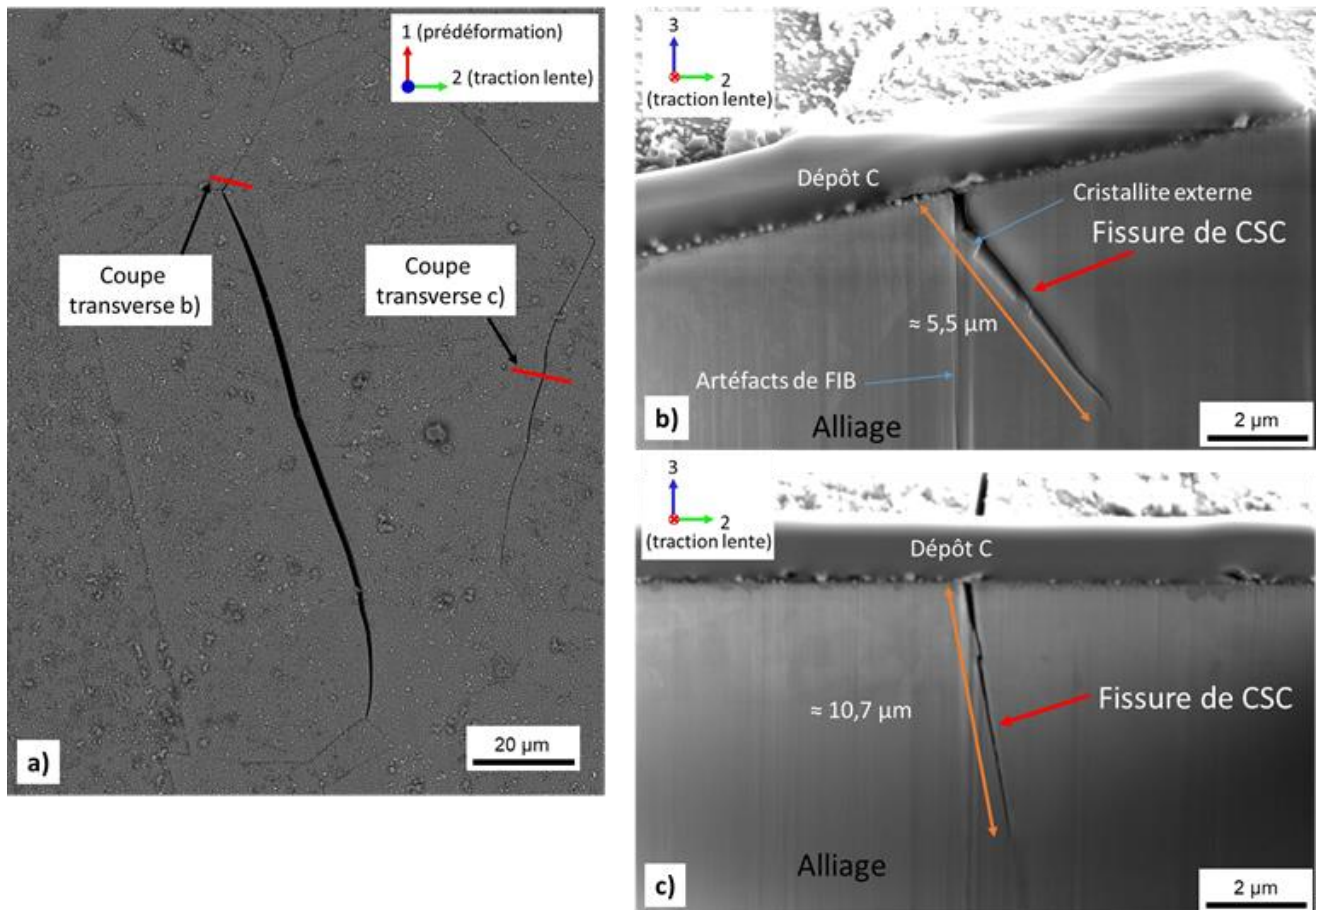 1 (prédéformation)
2 (traction lente)
Coupe
transverse b)
Coupe
transverse c)
20 µm
a)
3
2
(traction lente)
Dépôt C
Cristallite externe
Fissure de CSC
≈ 5,5 µm
Artéfacts de FIB
Alliage
b)
2 µm
3
2
(traction lente)
Dépôt C
≈ 10,7 µm
Fissure de CSC
Alliage
c)
2 µm